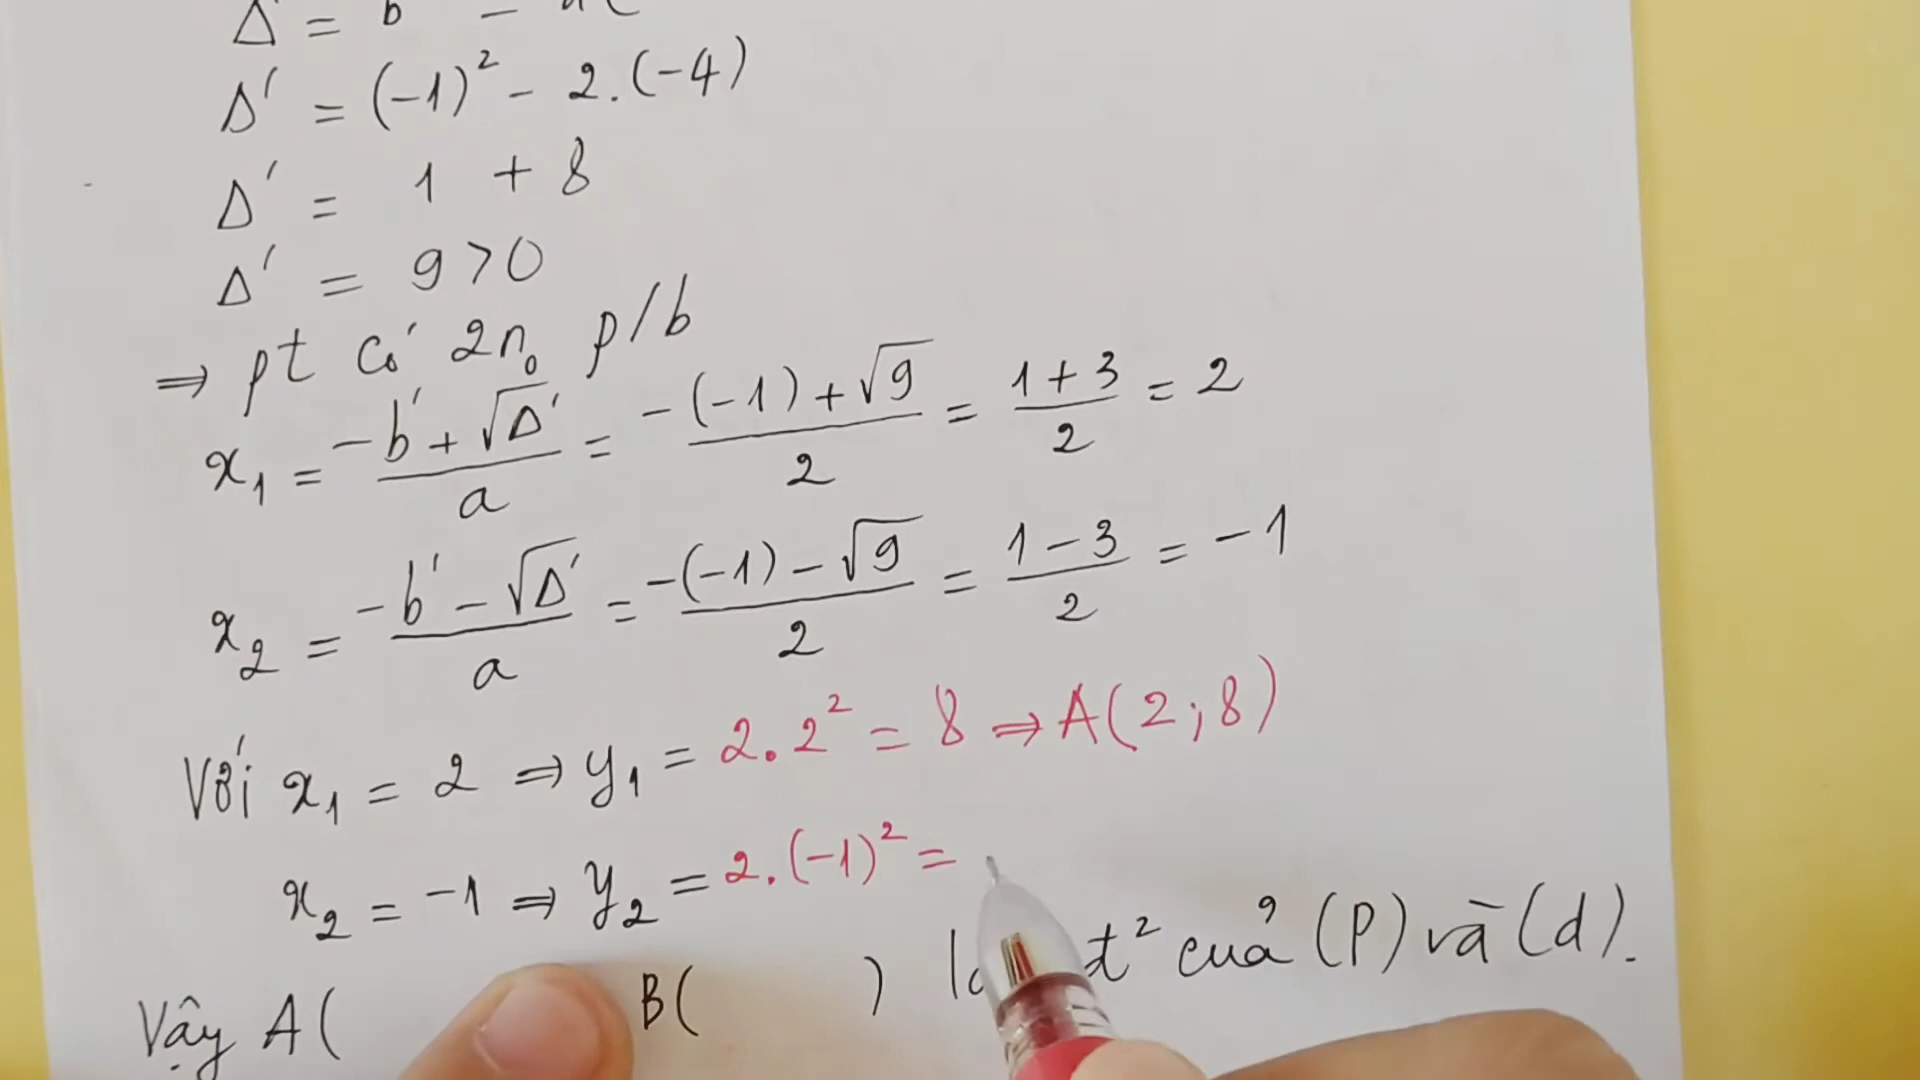 Δ' = b
Δ' = (-1)² - 2.(-4)
Δ' = 1 + 8
Δ' = 9 > 0
⇒ pt có 2n₀ p/b
x₁ = (-b' + √Δ')/a = (-(-1) + √9)/2 = (1 + 3)/2 = 2
x₂ = (-b' - √Δ')/a = (-(-1) - √9)/2 = (1 - 3)/2 = -1
Với x₁ = 2 ⇒ y₁ = 2.2² = 8 ⇒ A(2;8)
x₂ = -1 ⇒ y₂ = 2.(-1)² =
Vậy A( B( ) t² của (P) và (d).